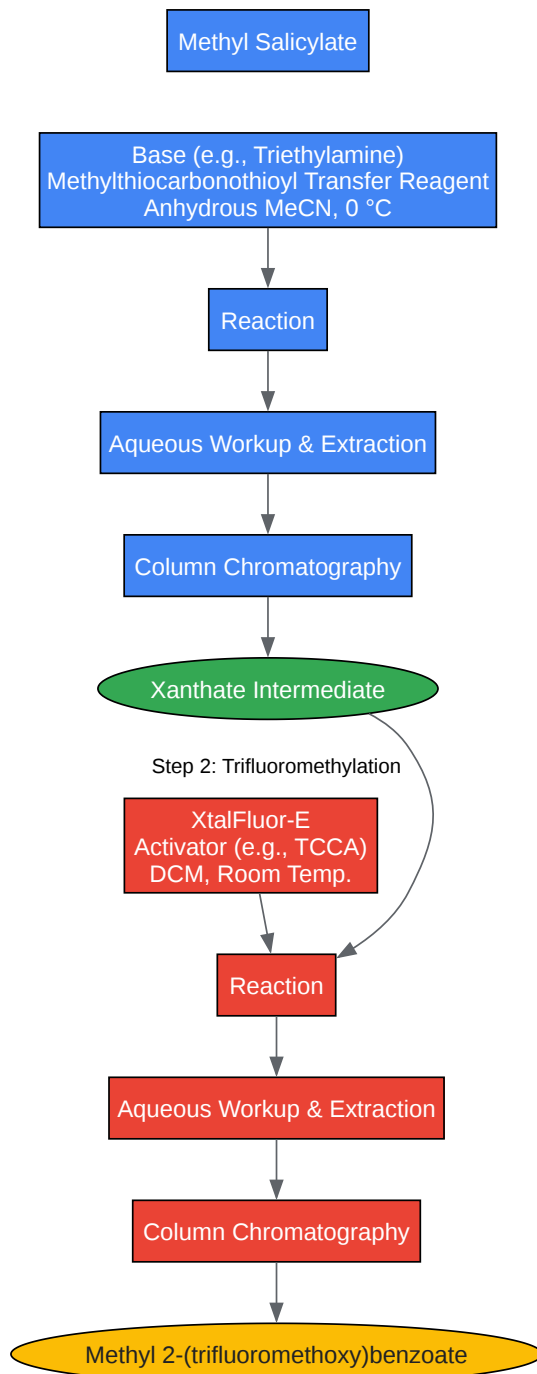 Methyl Salicylate
Base (e.g., Triethylamine)
Methylthiocarbonothioyl Transfer Reagent
Anhydrous MeCN, 0 °C
Reaction
Aqueous Workup & Extraction
Column Chromatography
Xanthate Intermediate
Step 2: Trifluoromethylation
XtalFluor-E
Activator (e.g., TCCA)
DCM, Room Temp.
Reaction
Aqueous Workup & Extraction
Column Chromatography
Methyl 2-(trifluoromethoxy)benzoate